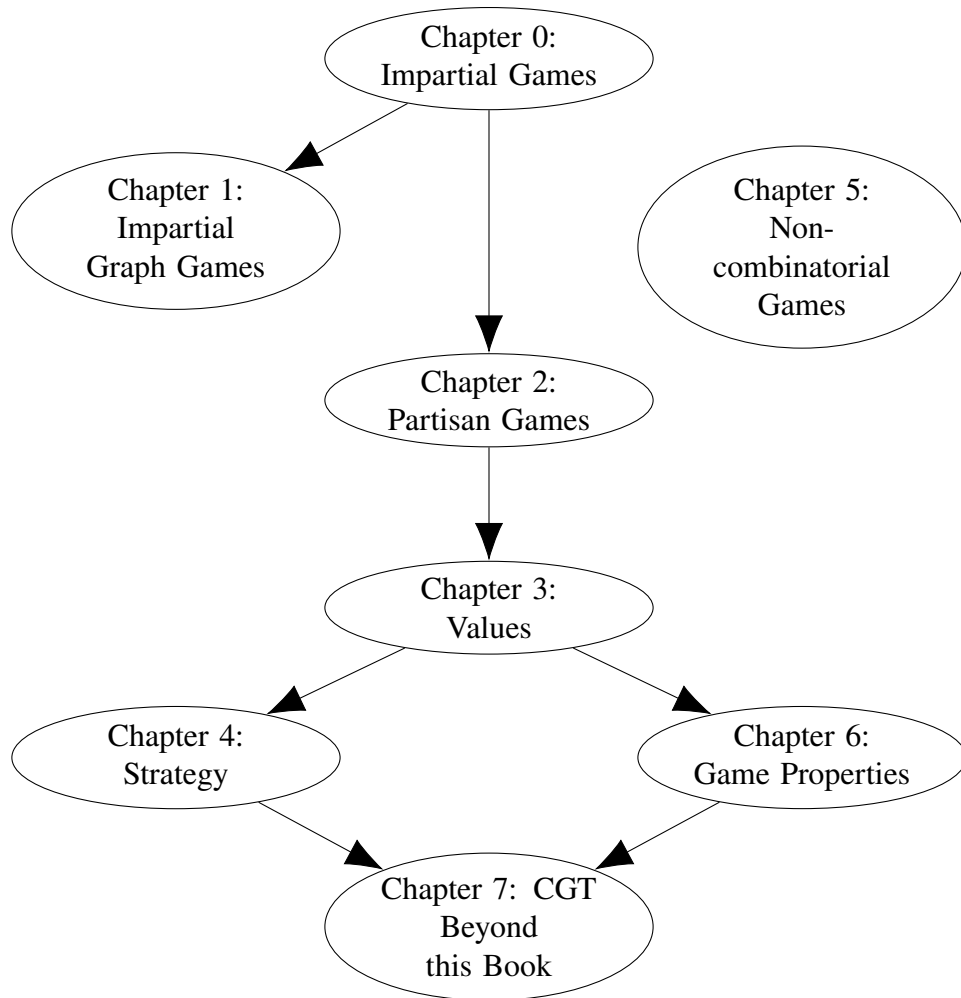 Chapter 0:
Impartial Games
Chapter 1:
Impartial
Graph Games
Chapter 5:
Non-
combinatorial
Games
Chapter 2:
Partisan Games
Chapter 3:
Values
Chapter 4:
Strategy
Chapter 6:
Game Properties
Chapter 7: CGT
Beyond
this Book